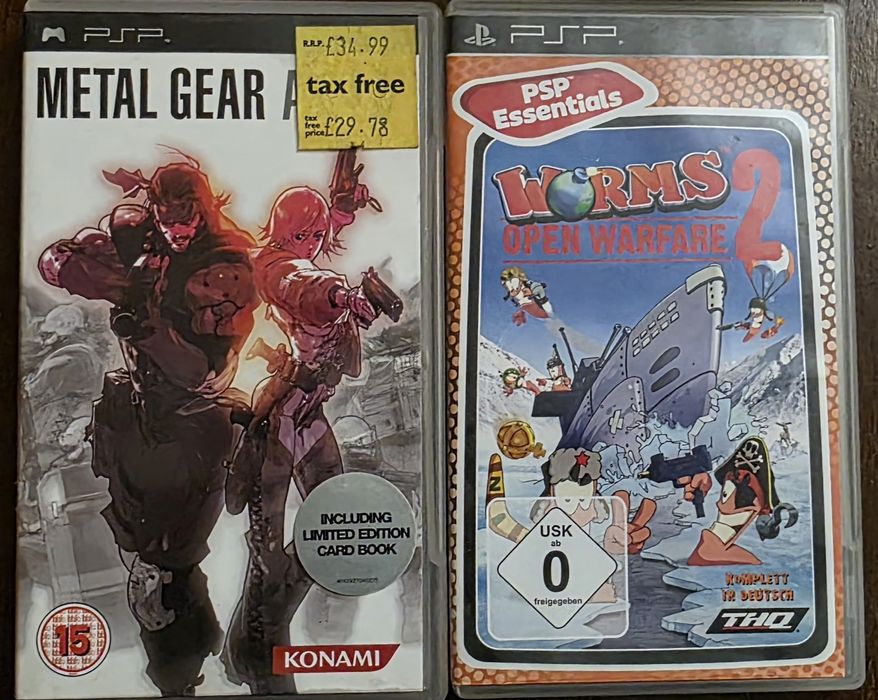 PSP
METAL GEAR A
R.R.P. £34.99
tax free
tax
free
price £29.78
INCLUDING
LIMITED EDITION
CARD BOOK
15
KONAMI
PSP
PSP™
Essentials
WORMS
2
OPEN WARFARE
N
USK
ab
0
freigegeben
KOMPLETT
IN DEUTSCH
THQ